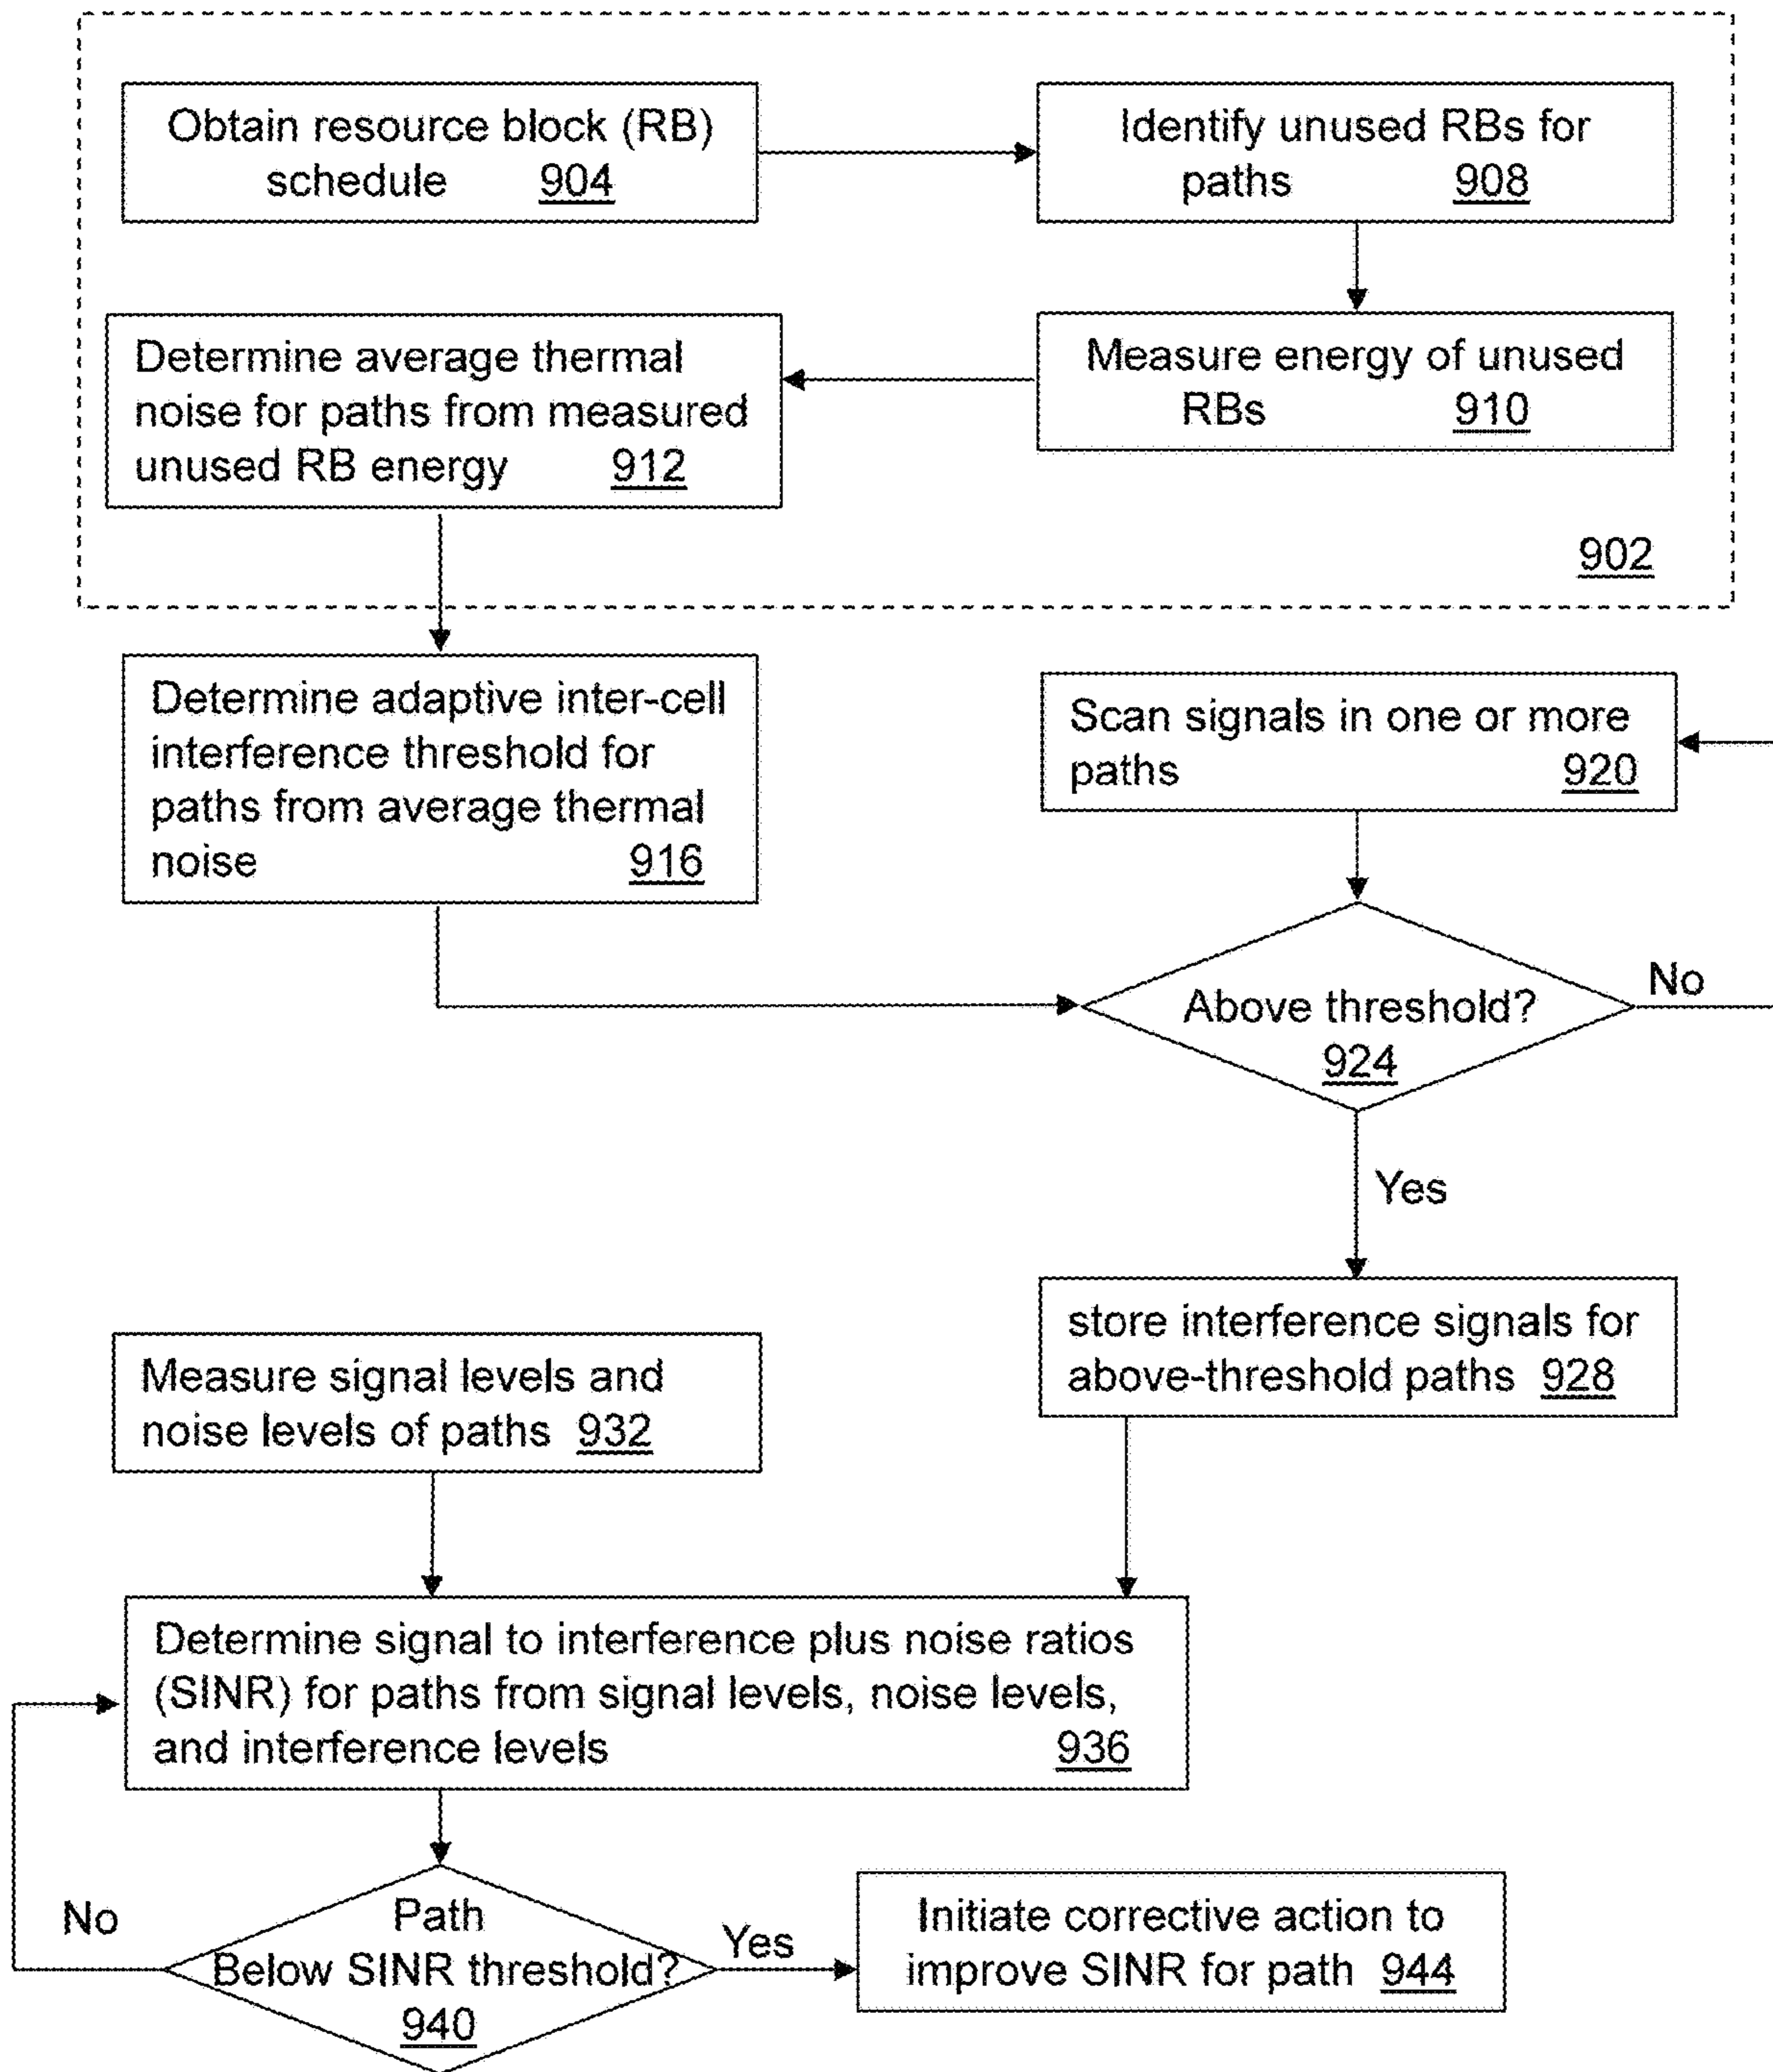 Obtain resource block (RB)
schedule 904
Identify unused RBs for
paths 908
Measure energy of unused
RBs 910
Determine average thermal
noise for paths from measured
unused RB energy 912
902
Determine adaptive inter-cell
interference threshold for
paths from average thermal
noise 916
Scan signals in one or more
paths 920
Above threshold?
924
No
Yes
store interference signals for
above-threshold paths 928
Measure signal levels and
noise levels of paths 932
Determine signal to interference plus noise ratios
(SINR) for paths from signal levels, noise levels,
and interference levels 936
Path
Below SINR threshold?
940
No
Yes
Initiate corrective action to
improve SINR for path 944